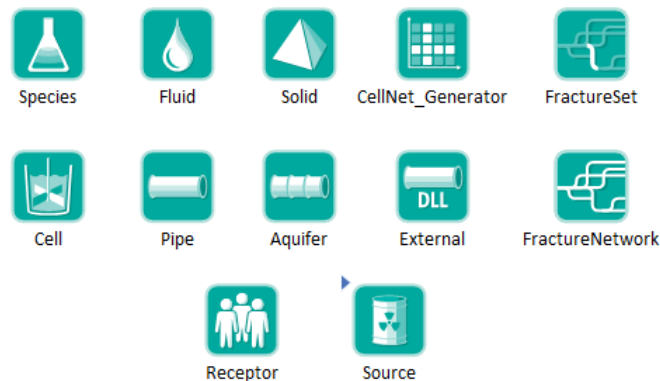 Species Fluid Solid CellNet_Generator FractureSet
DLL
Cell Pipe Aquifer External FractureNetwork
Receptor Source